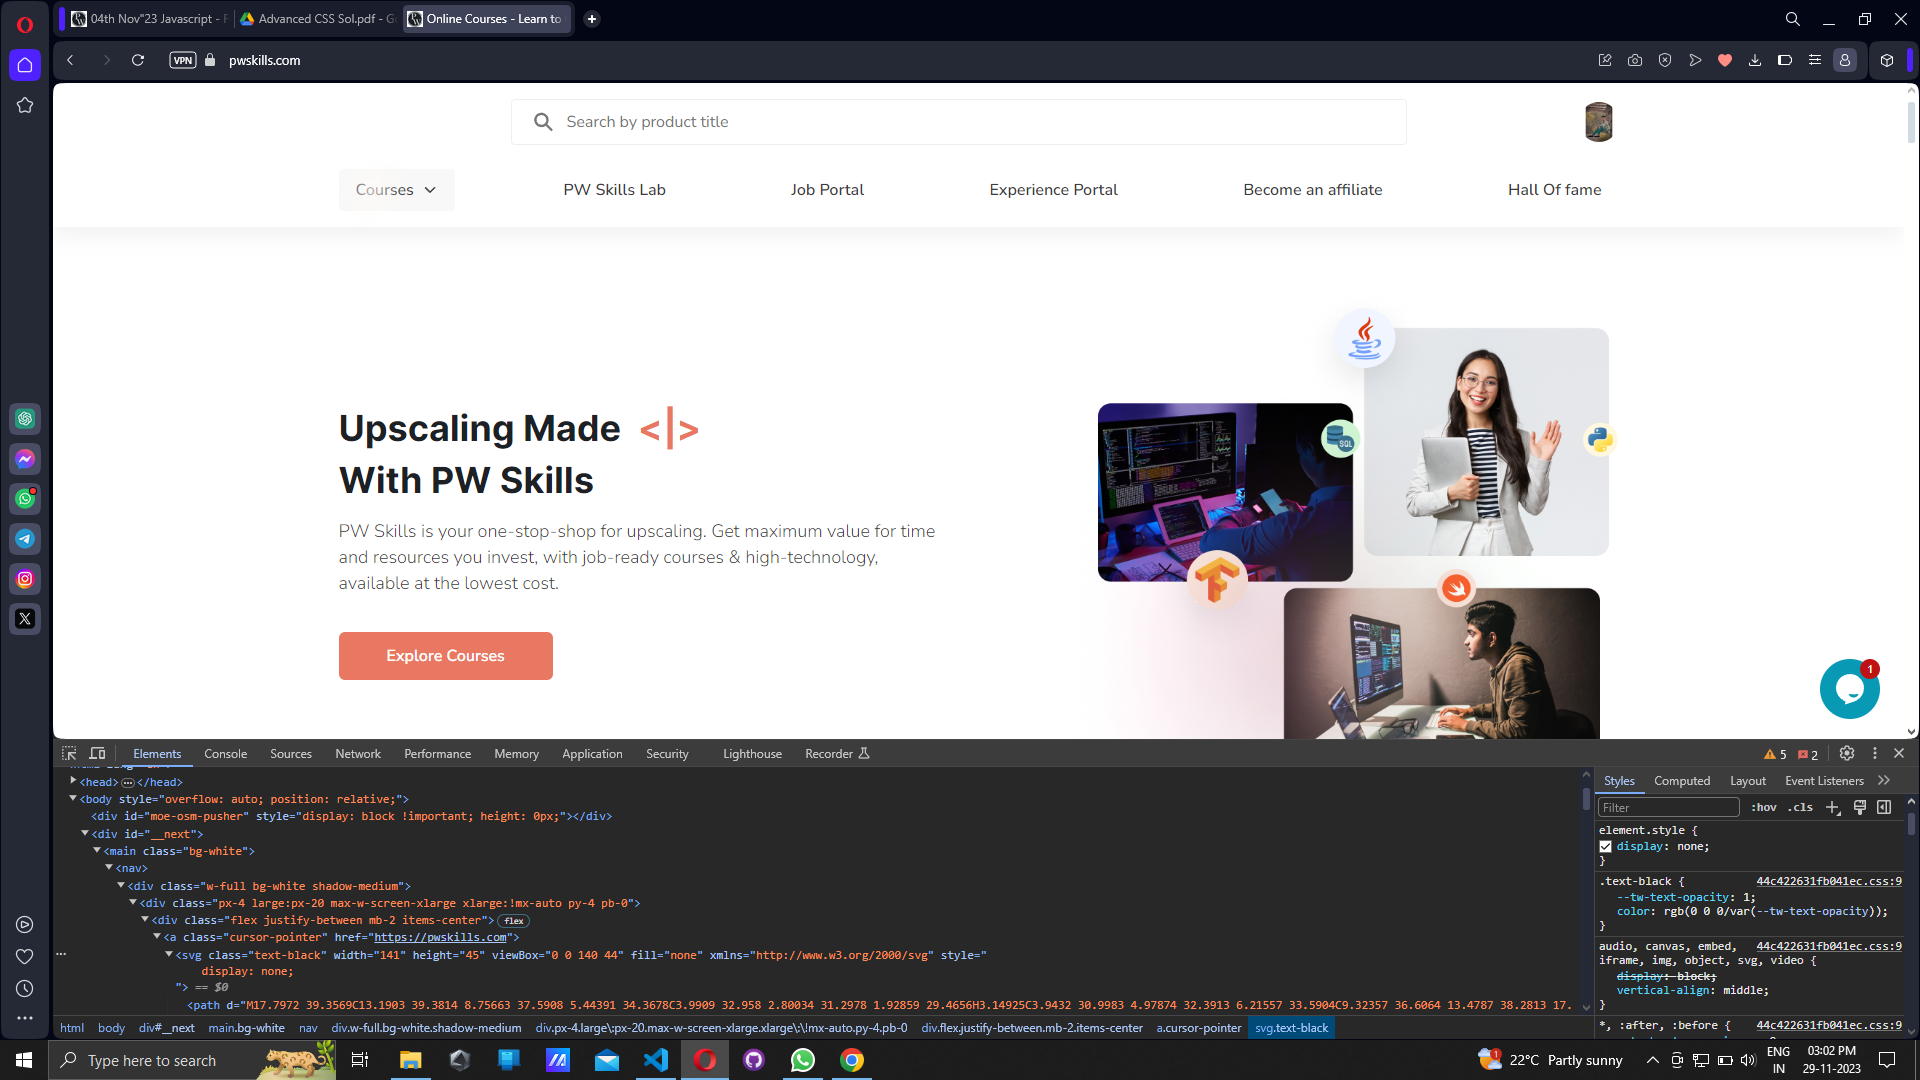 04th Nov"23 Javascript - F
Advanced CSS Sol.pdf - Go
Online Courses - Learn to
VPN
pwskills.com
Search by product title
Courses
PW Skills Lab
Job Portal
Experience Portal
Become an affiliate
Hall Of fame
Upscaling Made <|>
With PW Skills
PW Skills is your one-stop-shop for upscaling. Get maximum value for time
and resources you invest, with job-ready courses & high-technology,
available at the lowest cost.
Explore Courses
SQL
1
Elements
Console
Sources
Network
Performance
Memory
Application
Security
Lighthouse
Recorder
5
2
<head>…</head>
<body style="overflow: auto; position: relative;">
<div id="moe-osm-pusher" style="display: block !important; height: 0px;"></div>
<div id="__next">
<main class="bg-white">
<nav>
<div class="w-full bg-white shadow-medium">
<div class="px-4 large:px-20 max-w-screen-xlarge xlarge:!mx-auto py-4 pb-0">
<div class="flex justify-between mb-2 items-center"> flex
<a class="cursor-pointer" href="https://pwskills.com">
<svg class="text-black" width="141" height="45" viewBox="0 0 140 44" fill="none" xmlns="http://www.w3.org/2000/svg" style="
display: none;
"> == $0
<path d="M17.7972 39.3569C13.1903 39.3814 8.75663 37.5908 5.44391 34.3678C3.9909 32.958 2.80034 31.2978 1.92859 29.4656H3.14925C3.9432 30.9983 4.97874 32.3913 6.21557 33.5904C9.32357 36.6064 13.4787 38.2813 17.
html
body
div#__next
main.bg-white
nav
div.w-full.bg-white.shadow-medium
div.px-4.large\:px-20.max-w-screen-xlarge.xlarge\:\!mx-auto.py-4.pb-0
div.flex.justify-between.mb-2.items-center
a.cursor-pointer
svg.text-black
Styles
Computed
Layout
Event Listeners
Filter
:hov
.cls
element.style {
display: none;
}
.text-black {
44c422631fb041ec.css:9
--tw-text-opacity: 1;
color: rgb(0 0 0/var(--tw-text-opacity));
}
audio, canvas, embed,
44c422631fb041ec.css:9
iframe, img, object, svg, video {
display: block;
vertical-align: middle;
}
*, :after, :before {
44c422631fb041ec.css:9
Type here to search
1
22°C Partly sunny
ENG
IN
03:02 PM
29-11-2023